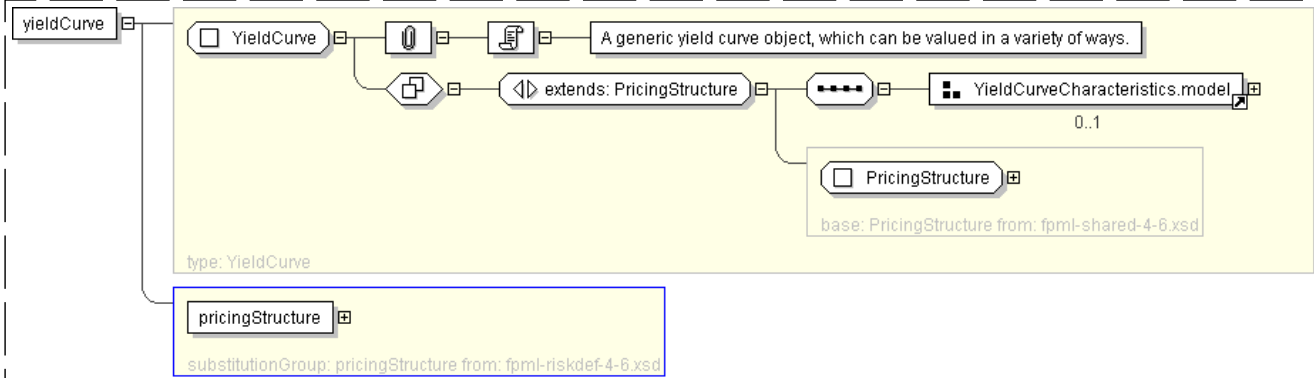 yieldCurve
YieldCurve
A generic yield curve object, which can be valued in a variety of ways.
extends: PricingStructure
YieldCurveCharacteristics.model
0..1
PricingStructure
base: PricingStructure from: fpml-shared-4-6.xsd
type: YieldCurve
pricingStructure
substitutionGroup: pricingStructure from: fpml-riskdef-4-6.xsd